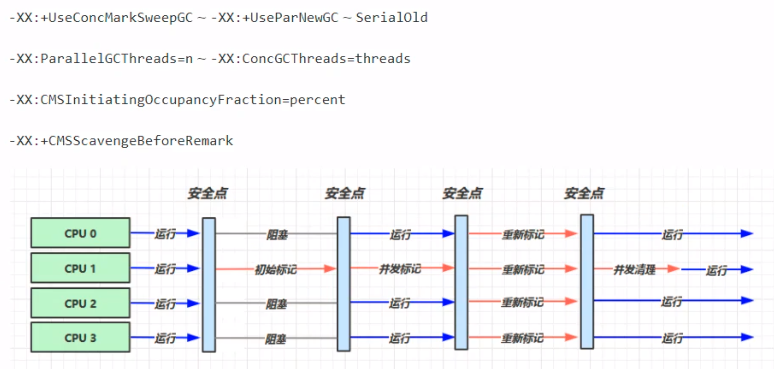 -XX:+UseConcMarkSweepGC ~ -XX:+UseParNewGC ~ SerialOld
-XX:ParallelGCThreads=n ~ -XX:ConcGCThreads=threads
-XX:CMSInitiatingOccupancyFraction=percent
-XX:+CMSScavengeBeforeRemark
安全点 安全点 安全点 安全点
CPU 0 运行 阻塞 运行 重新标记 运行
CPU 1 运行 初始标记 并发标记 重新标记 并发清理 运行
CPU 2 运行 阻塞 运行 重新标记 运行
CPU 3 运行 阻塞 运行 重新标记 运行